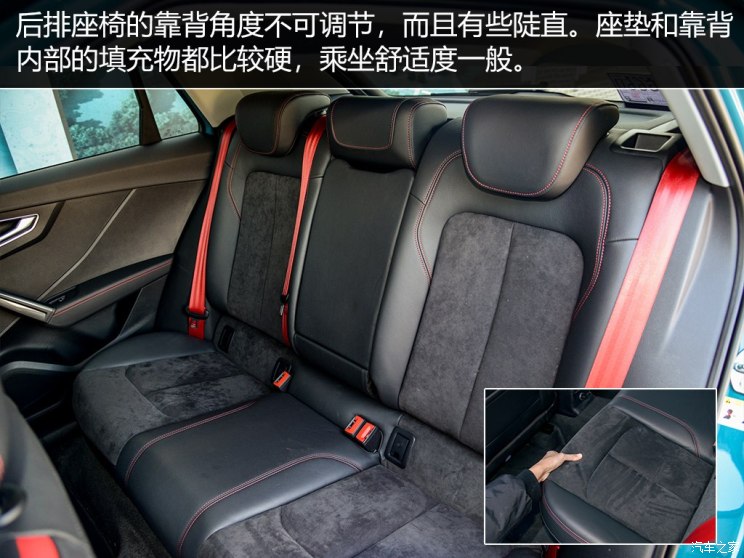 后排座椅的靠背角度不可调节，而且有些陡直。座垫和靠背
内部的填充物都比较硬，乘坐舒适度一般。
汽车之家